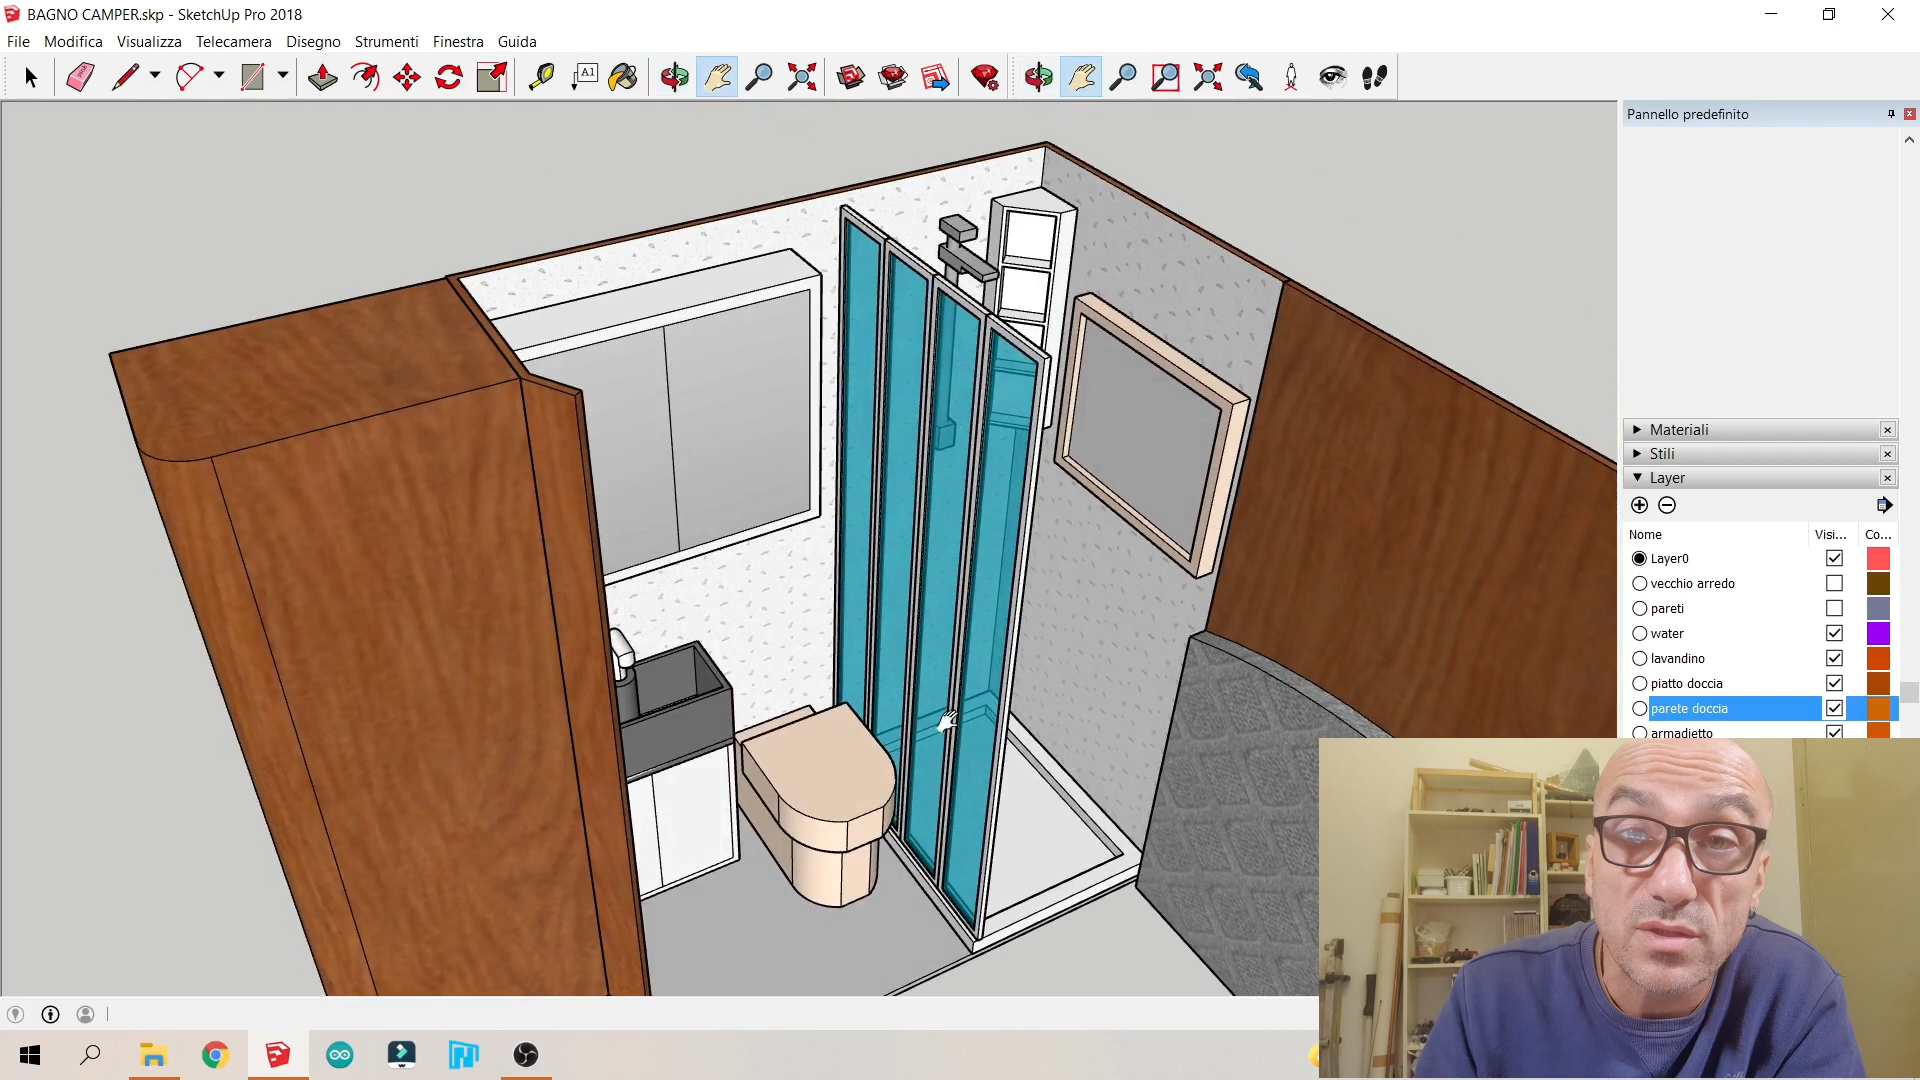 BAGNO CAMPER.skp - SketchUp Pro 2018
File Modifica Visualizza Telecamera Disegno Strumenti Finestra Guida
A1
Pannello predefinito
Materiali
Stili
Layer
Nome Visi... Co...
Layer0
vecchio arredo
pareti
water
lavandino
piatto doccia
parete doccia
armadietto